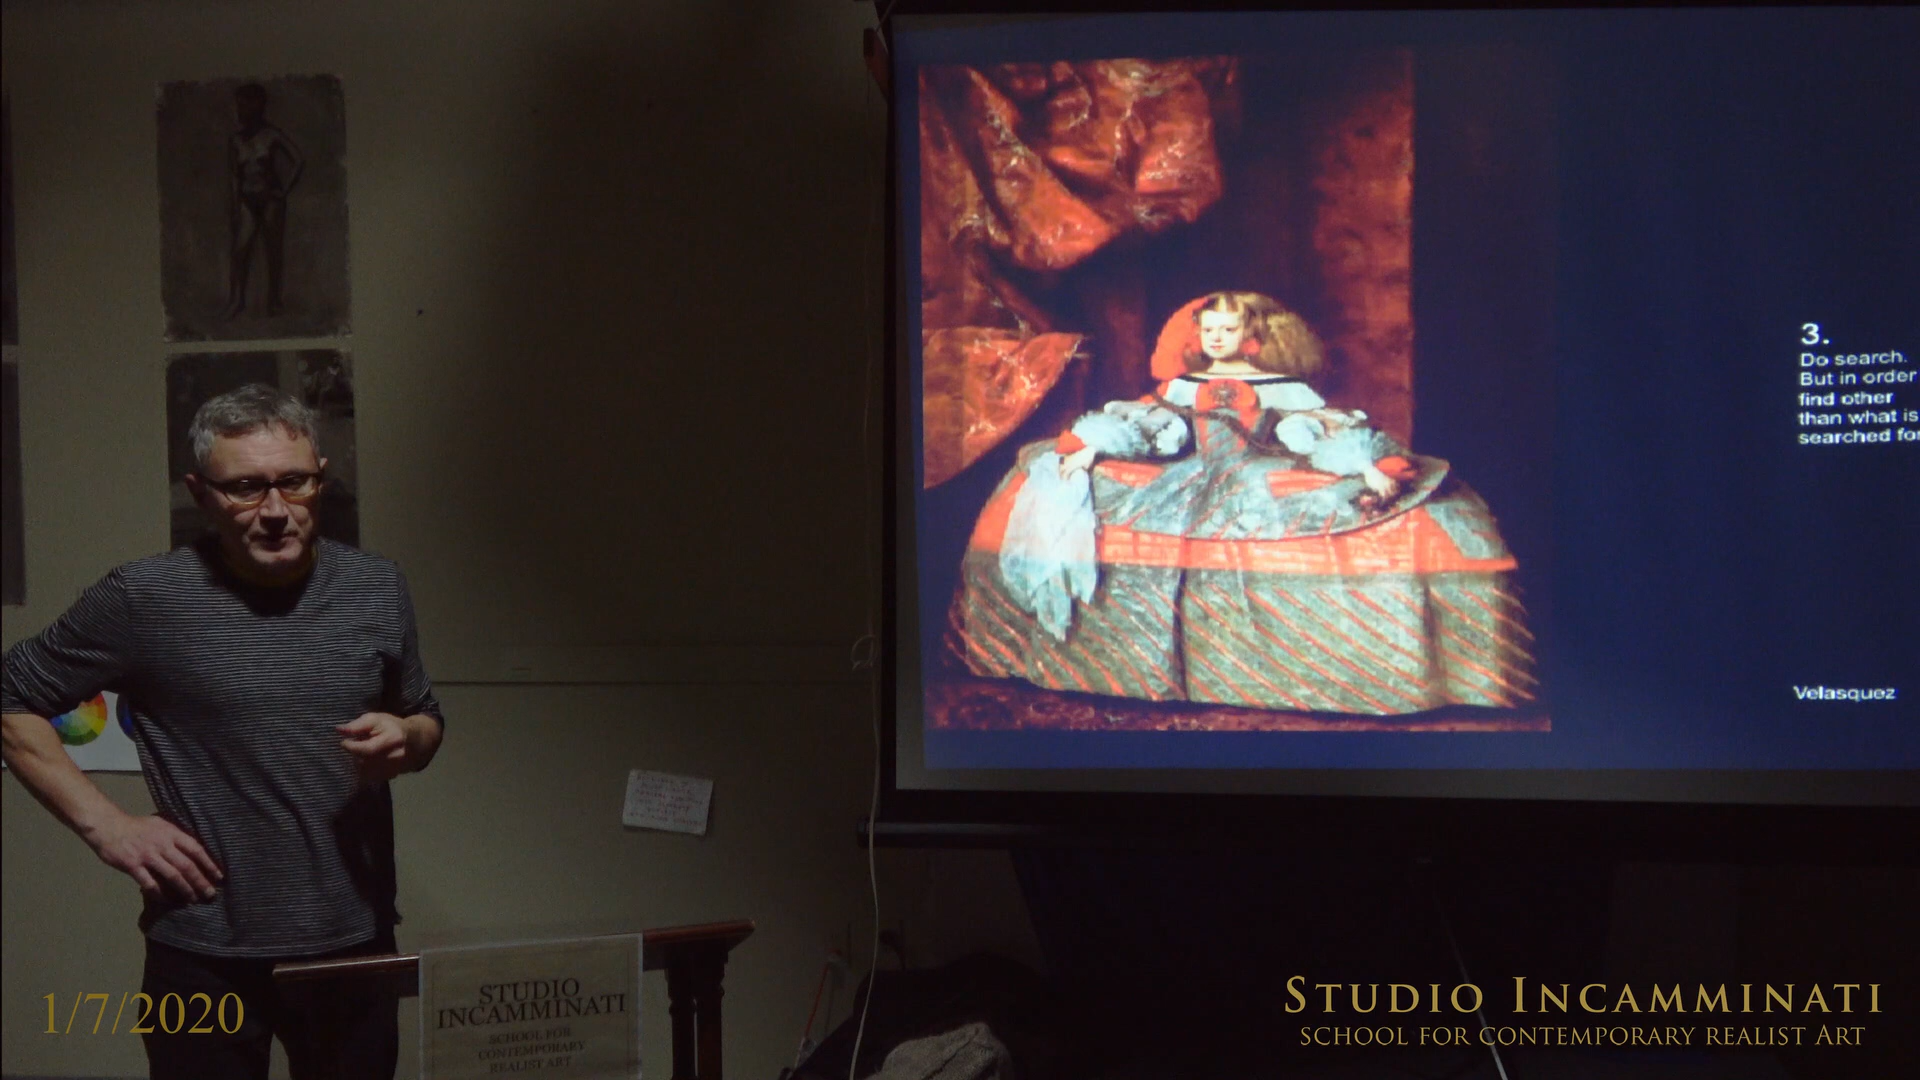 3.
Do search.
But in order
find other
than what is
searched for
Velasquez
STUDIO
INCAMMINATI
SCHOOL FOR
CONTEMPORARY
REALIST ART
1/7/2020
STUDIO INCAMMINATI
SCHOOL FOR CONTEMPORARY REALIST ART